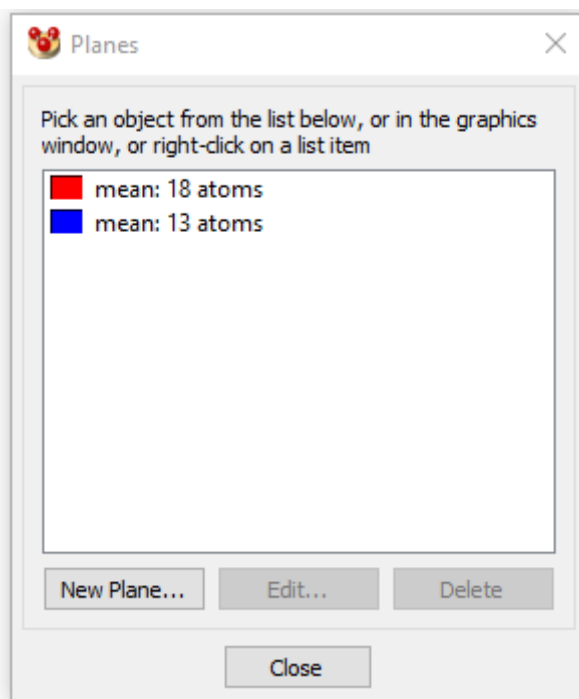 Planes
Pick an object from the list below, or in the graphics
window, or right-click on a list item
mean: 18 atoms
mean: 13 atoms
New Plane...
Edit...
Delete
Close